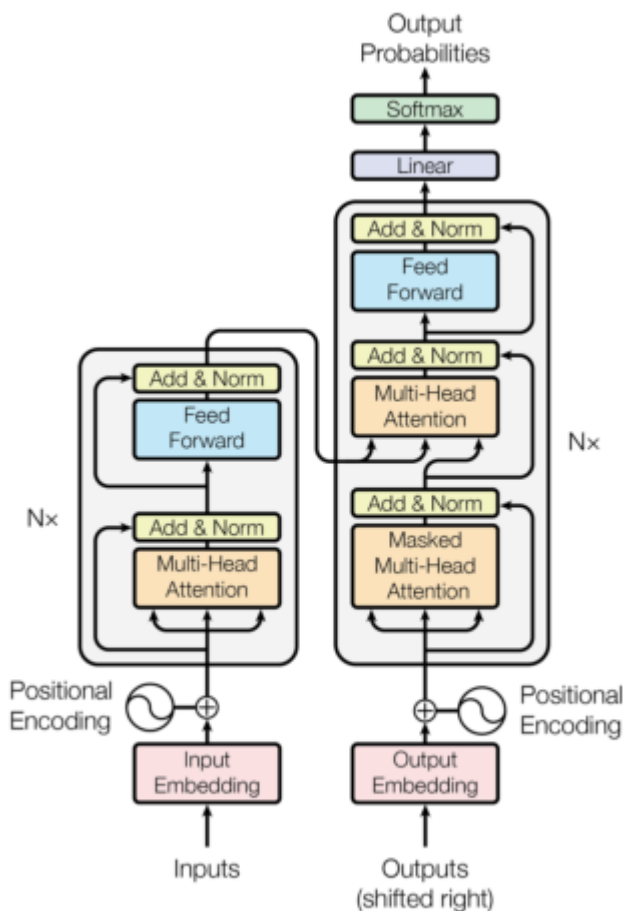 Output
Probabilities
Softmax
Linear
Add & Norm
Feed
Forward
Add & Norm
Multi-Head
Attention
Add & Norm
Masked
Multi-Head
Attention
N×
Add & Norm
Feed
Forward
Add & Norm
Multi-Head
Attention
N×
Positional
Encoding
Positional
Encoding
Input
Embedding
Output
Embedding
Inputs
Outputs
(shifted right)